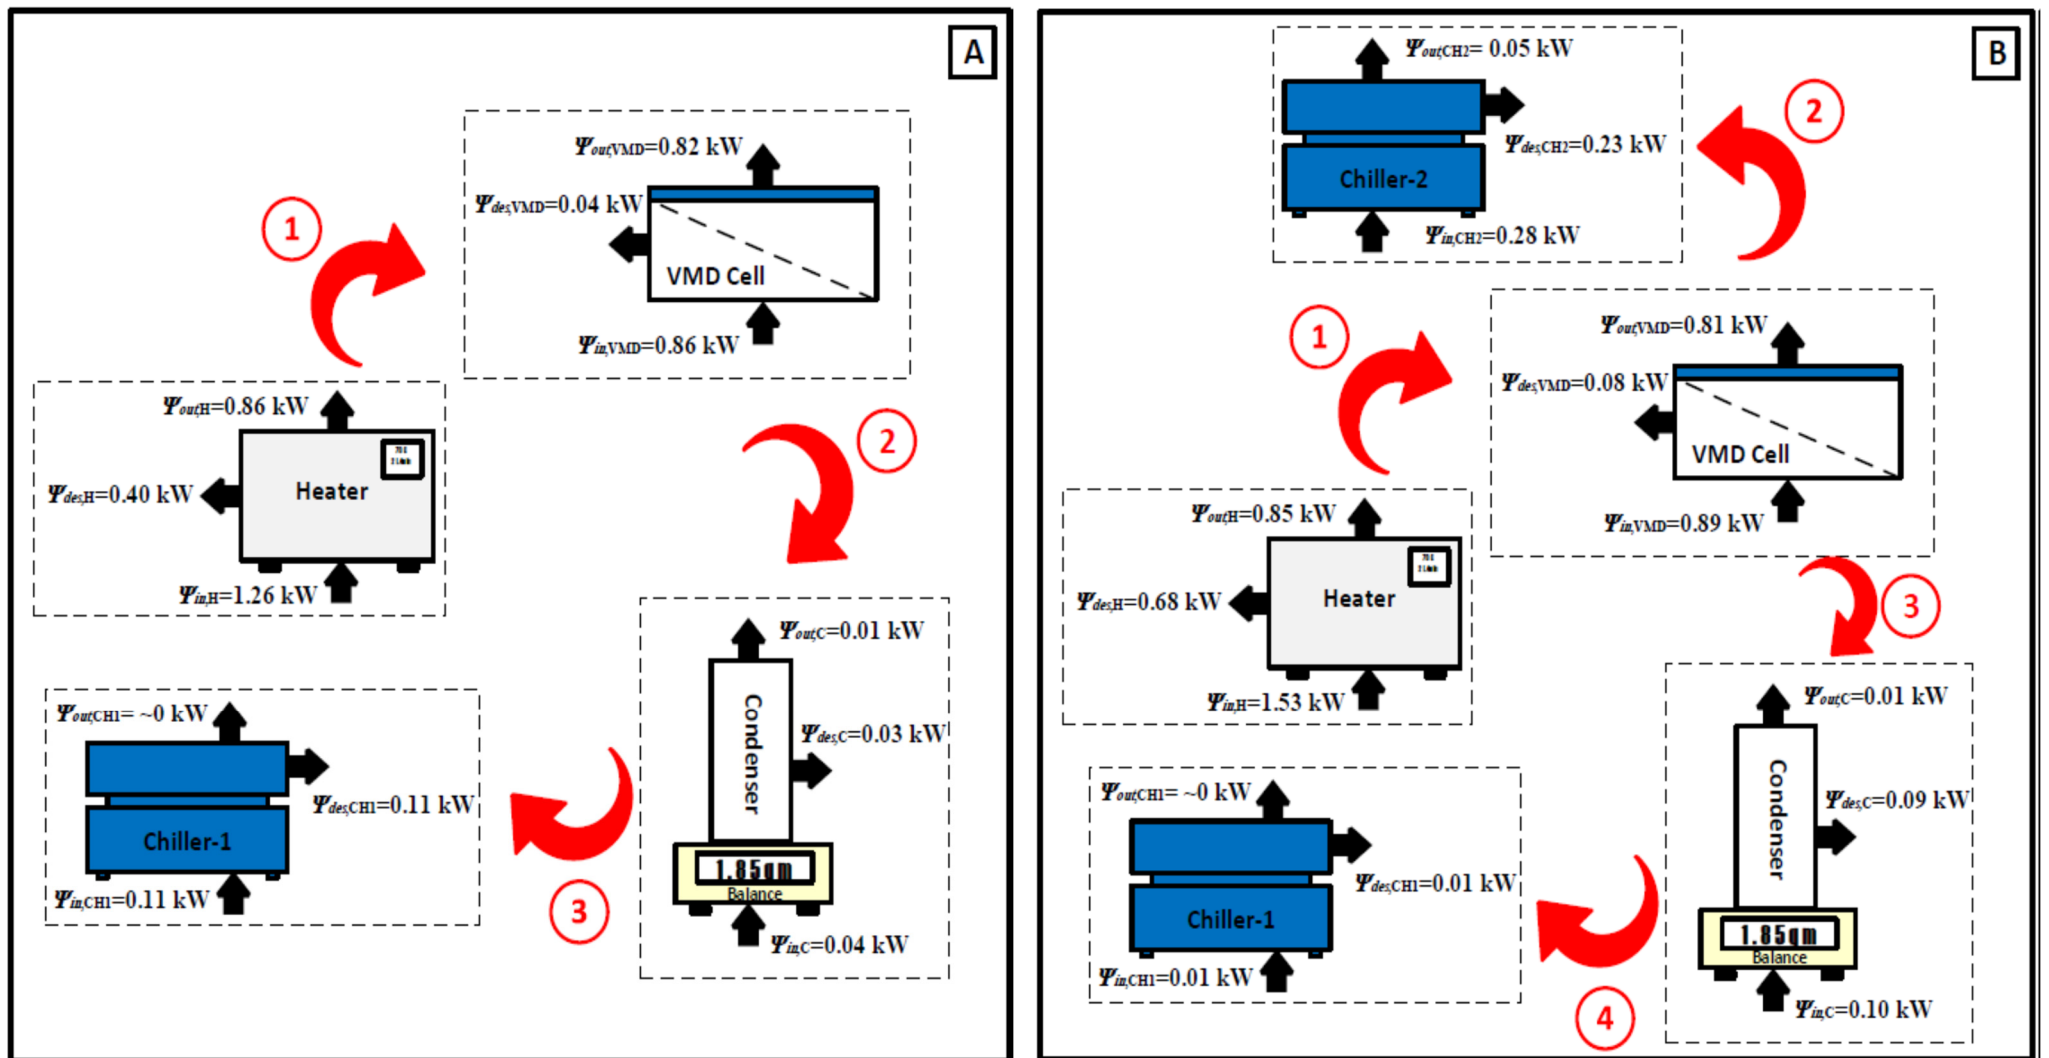 A
Ψout,VMD=0.82 kW
Ψdes,VMD=0.04 kW
VMD Cell
Ψin,VMD=0.86 kW
1
2
Ψout,H=0.86 kW
Ψdes,H=0.40 kW
Heater
Ψin,H=1.26 kW
Ψout,C=0.01 kW
Condenser
Ψdes,C=0.03 kW
1.85gm
Balance
Ψin,C=0.04 kW
3
Ψout,CH1= ~0 kW
Ψdes,CH1=0.11 kW
Chiller-1
Ψin,CH1=0.11 kW
B
Ψout,CH2= 0.05 kW
Ψdes,CH2=0.23 kW
Chiller-2
Ψin,CH2=0.28 kW
2
1
Ψout,VMD=0.81 kW
Ψdes,VMD=0.08 kW
VMD Cell
Ψin,VMD=0.89 kW
3
Ψout,H=0.85 kW
Ψdes,H=0.68 kW
Heater
Ψin,H=1.53 kW
Ψout,C=0.01 kW
Condenser
Ψdes,C=0.09 kW
1.85gm
Balance
Ψin,C=0.10 kW
4
Ψout,CH1= ~0 kW
Ψdes,CH1=0.01 kW
Chiller-1
Ψin,CH1=0.01 kW